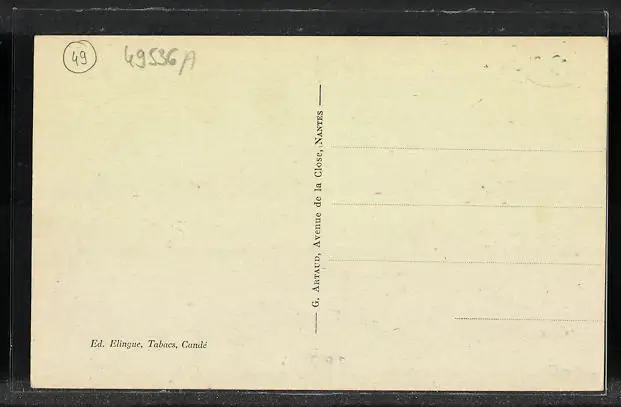 49
49536A
G. ARTAUD, Avenue de la Close, NANTES
Ed. Elingue, Tabacs, Candé